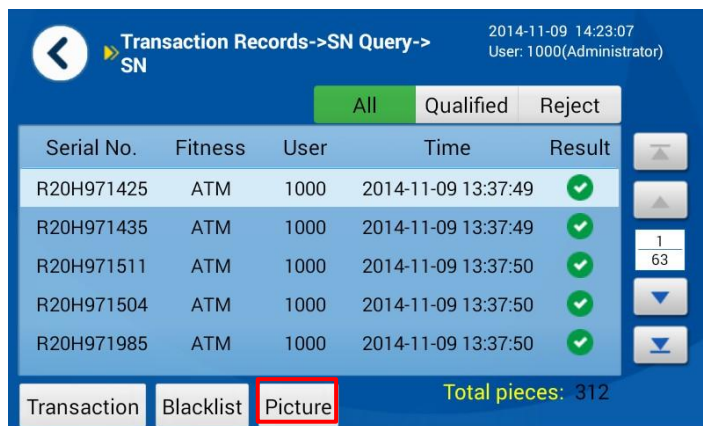 Transaction Records->SN Query->
SN
2014-11-09 14:23:07
User: 1000(Administrator)
All Qualified Reject
Serial No. Fitness User Time Result
R20H971425 ATM 1000 2014-11-09 13:37:49
R20H971435 ATM 1000 2014-11-09 13:37:49
R20H971511 ATM 1000 2014-11-09 13:37:50
R20H971504 ATM 1000 2014-11-09 13:37:50
R20H971985 ATM 1000 2014-11-09 13:37:50
1
63
Transaction Blacklist Picture Total pieces: 312